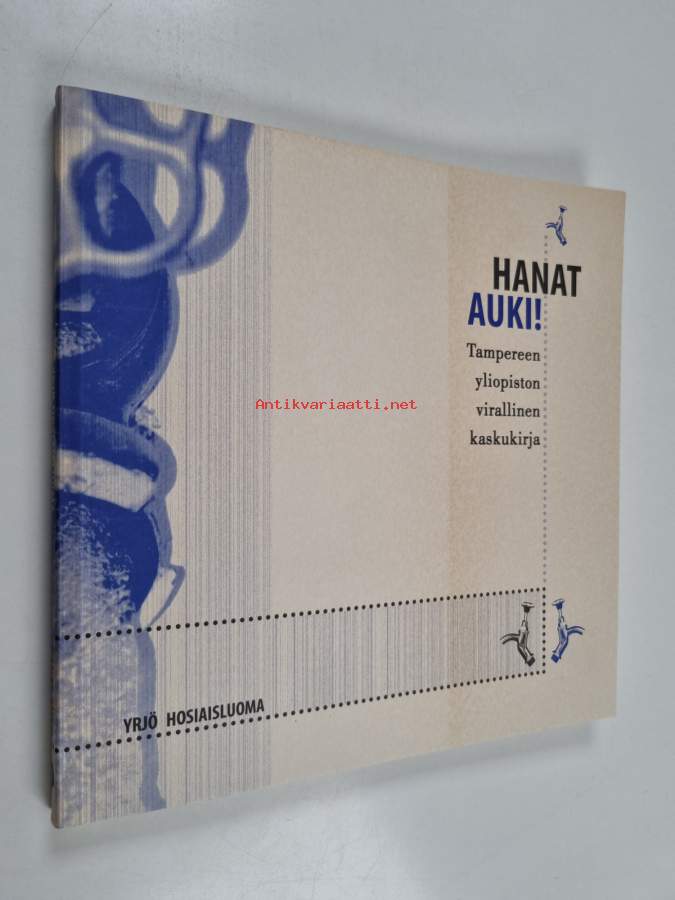 HANAT
AUKI!
Tampereen
yliopiston
virallinen
kaskukirja
Antikvariaatti.net
YRJÖ HOSIAISLUOMA